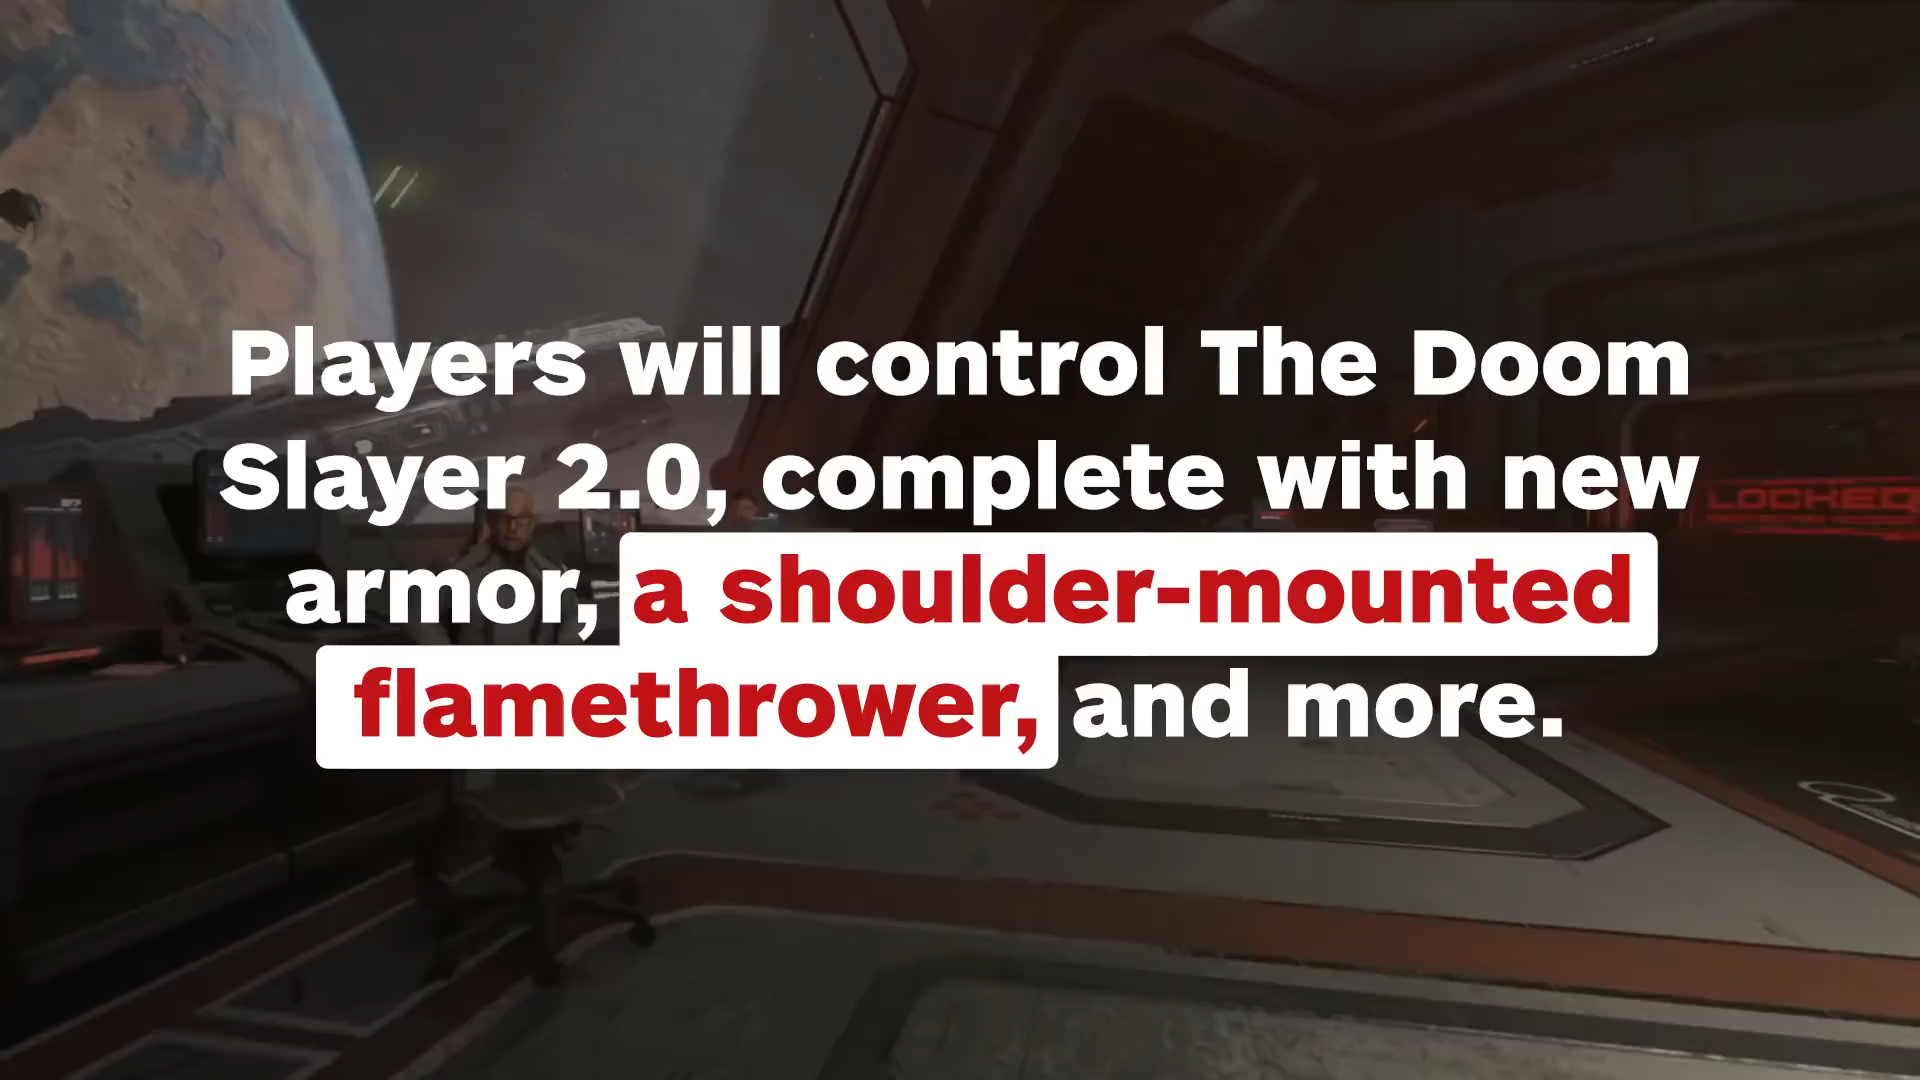 Players will control The Doom
Slayer 2.0, complete with new
armor, a shoulder-mounted
flamethrower, and more.
LOCKED